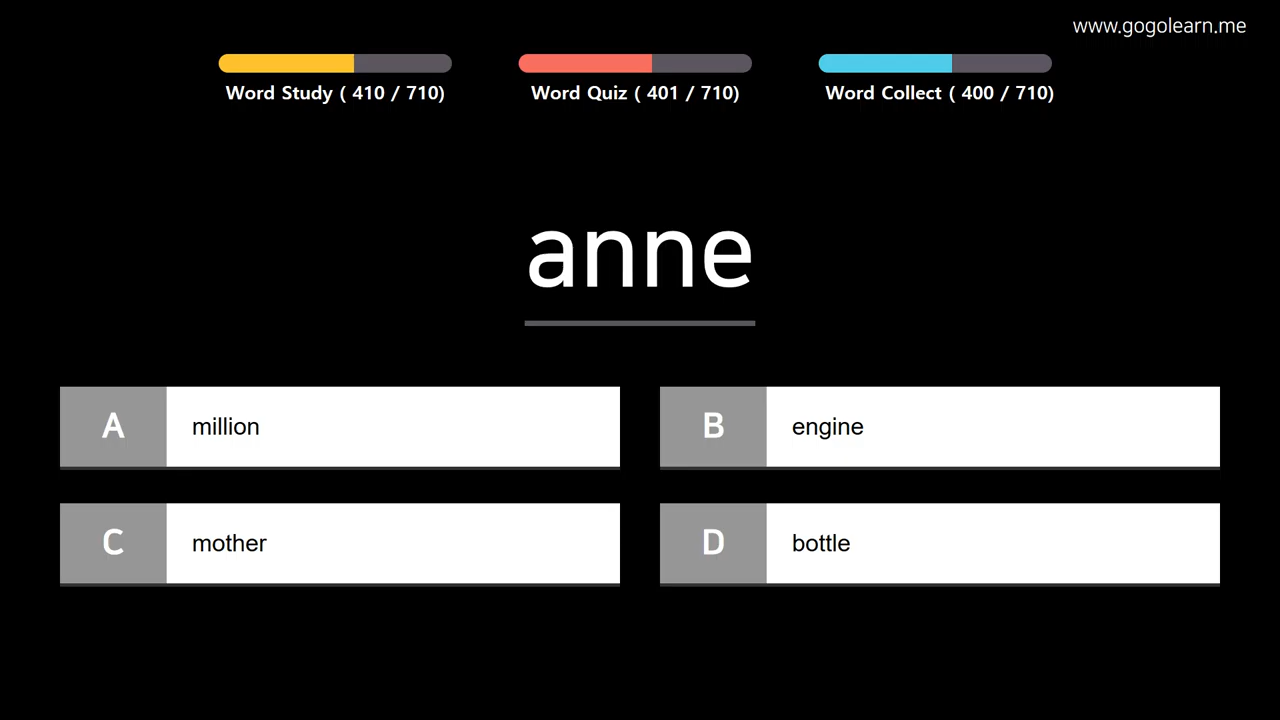 www.gogolearn.me
Word Study ( 410 / 710)
Word Quiz ( 401 / 710)
Word Collect ( 400 / 710)
anne
A million
B engine
C mother
D bottle